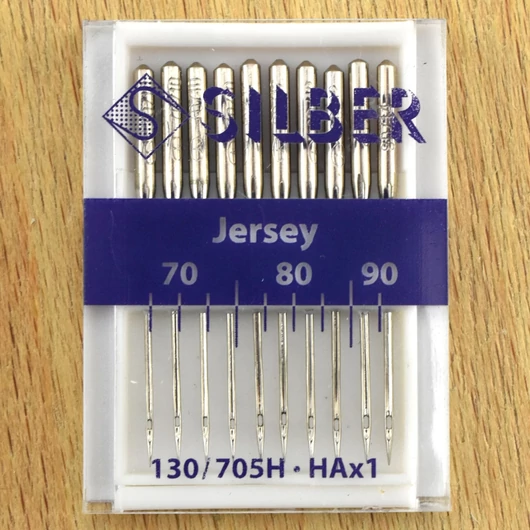 S SILBER
Jersey
70 80 90
130/705H · HAx1